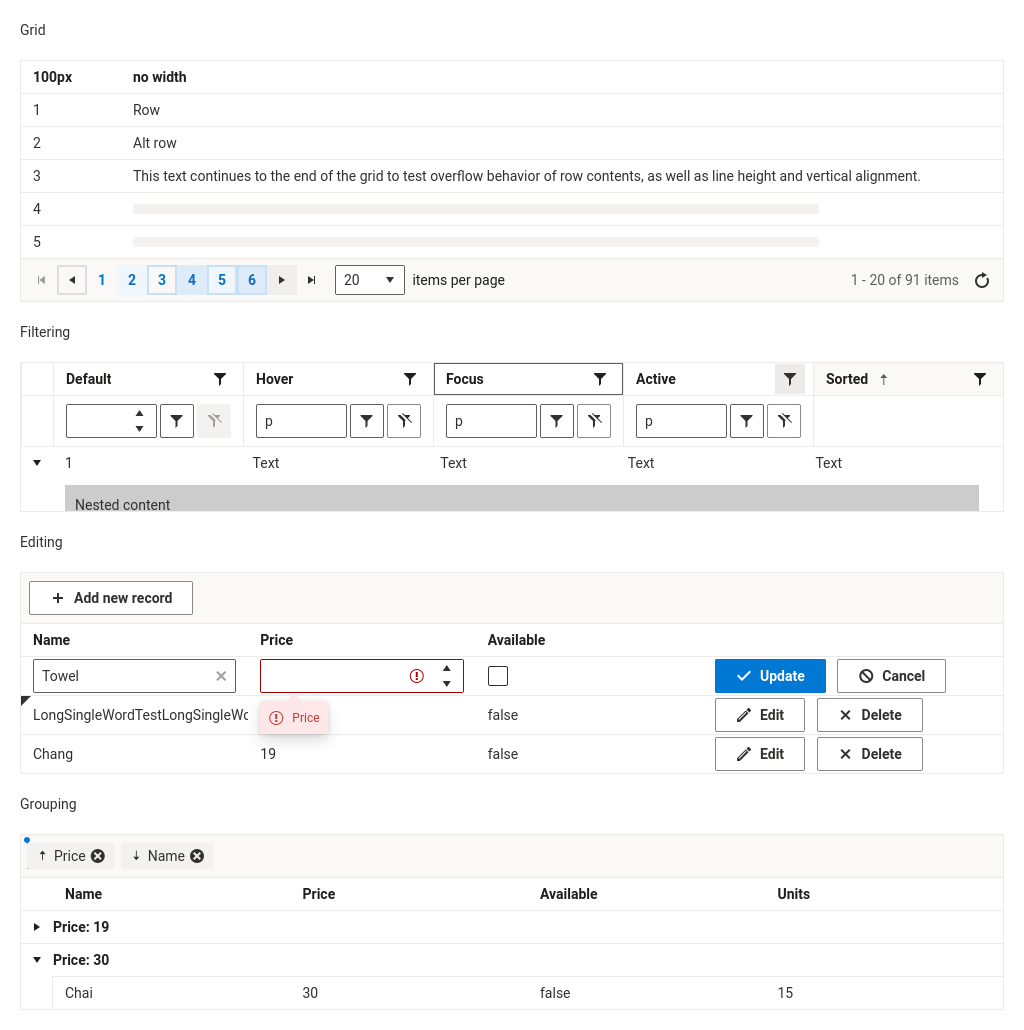 Grid
100px no width
1 Row
2 Alt row
3 This text continues to the end of the grid to test overflow behavior of row contents, as well as line height and vertical alignment.
4
5
1 2 3 4 5 6 20 items per page 1 - 20 of 91 items
Filtering
Default Hover Focus Active Sorted
p p p
1 Text Text Text Text
Nested content
Editing
Add new record
Name Price Available
Towel Update Cancel
LongSingleWordTestLongSingleWo Price false Edit Delete
Chang 19 false Edit Delete
Grouping
Price Name
Name Price Available Units
Price: 19
Price: 30
Chai 30 false 15